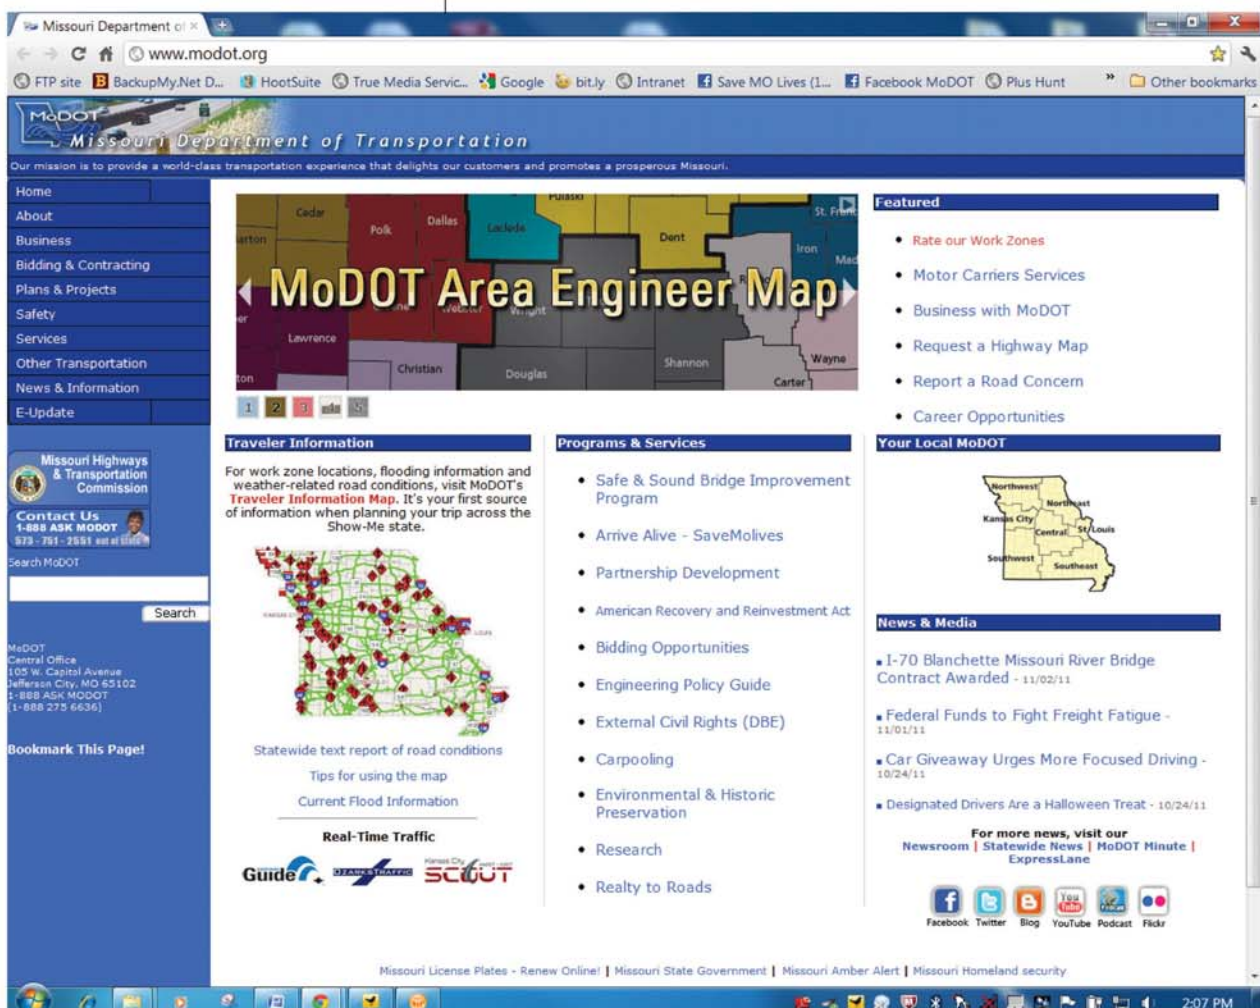 Missouri Department of
www.modot.org
FTP site BackupMy.Net D... HootSuite True Media Servic... Google bit.ly Intranet Save MO Lives (1... Facebook MoDOT Plus Hunt » Other bookmarks
MoDOT
Missouri Department of Transportation
Our mission is to provide a world-class transportation experience that delights our customers and promotes a prosperous Missouri.
Home
About
Business
Bidding & Contracting
Plans & Projects
Safety
Services
Other Transportation
News & Information
E-Update
Missouri Highways
& Transportation
Commission
Contact Us
1-888 ASK MODOT
573 - 751 - 2551 out of state
Search MoDOT
Search
MoDOT
Central Office
105 W. Capitol Avenue
Jefferson City, MO 65102
1-888 ASK MODOT
(1-888 275 6636)
Bookmark This Page!
Cedar Polk Dallas Laclede Pulaski Dent St. Iron
MoDOT Area Engineer Map
Webster Wright
Lawrence Christian Douglas Shannon Carter Wayne
1 2 3 5
Traveler Information
For work zone locations, flooding information and
weather-related road conditions, visit MoDOT's
Traveler Information Map. It's your first source
of information when planning your trip across the
Show-Me state.
Statewide text report of road conditions
Tips for using the map
Current Flood Information
Real-Time Traffic
Guide OZARKSTRAFFIC Kansas City SCOUT
Programs & Services
• Safe & Sound Bridge Improvement
Program
• Arrive Alive - SaveMolives
• Partnership Development
• American Recovery and Reinvestment Act
• Bidding Opportunities
• Engineering Policy Guide
• External Civil Rights (DBE)
• Carpooling
• Environmental & Historic
Preservation
• Research
• Realty to Roads
Featured
• Rate our Work Zones
• Motor Carriers Services
• Business with MoDOT
• Request a Highway Map
• Report a Road Concern
• Career Opportunities
Your Local MoDOT
Northwest
Northeast
Kansas City
Central St. Louis
Southwest
Southeast
News & Media
I-70 Blanchette Missouri River Bridge
Contract Awarded - 11/02/11
Federal Funds to Fight Freight Fatigue -
11/01/11
Car Giveaway Urges More Focused Driving -
10/24/11
Designated Drivers Are a Halloween Treat - 10/24/11
For more news, visit our
Newsroom | Statewide News | MoDOT Minute |
ExpressLane
Facebook Twitter Blog YouTube Podcast Flickr
Missouri License Plates - Renew Online! | Missouri State Government | Missouri Amber Alert | Missouri Homeland security
2:07 PM